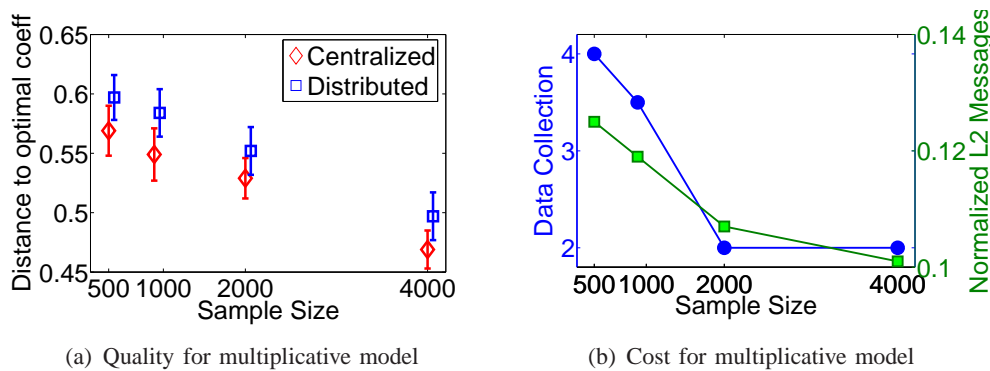 Distance to optimal coeff
0.65
0.6
0.55
0.5
0.45
500
1000
2000
4000
Sample Size
Centralized
Distributed
(a) Quality for multiplicative model
Data Collection
4
3
2
500
1000
2000
4000
Sample Size
0.14
0.12
0.1
Normalized L2 Messages
(b) Cost for multiplicative model